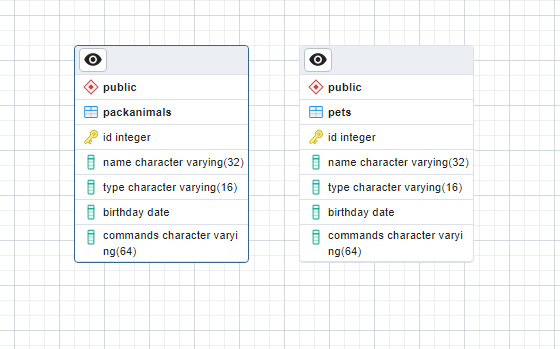 public
packanimals
id integer
name character varying(32)
type character varying(16)
birthday date
commands character varyi
ng(64)
public
pets
id integer
name character varying(32)
type character varying(16)
birthday date
commands character varyi
ng(64)